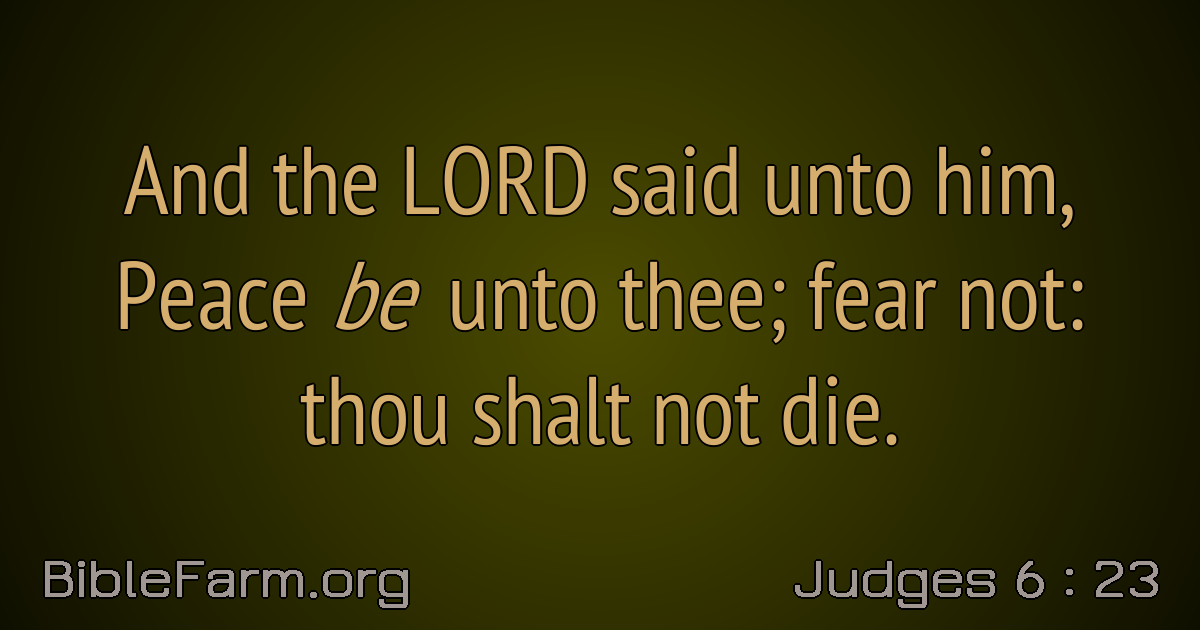 And the LORD said unto him,
Peace be unto thee; fear not:
thou shalt not die.
BibleFarm.org
Judges 6 : 23